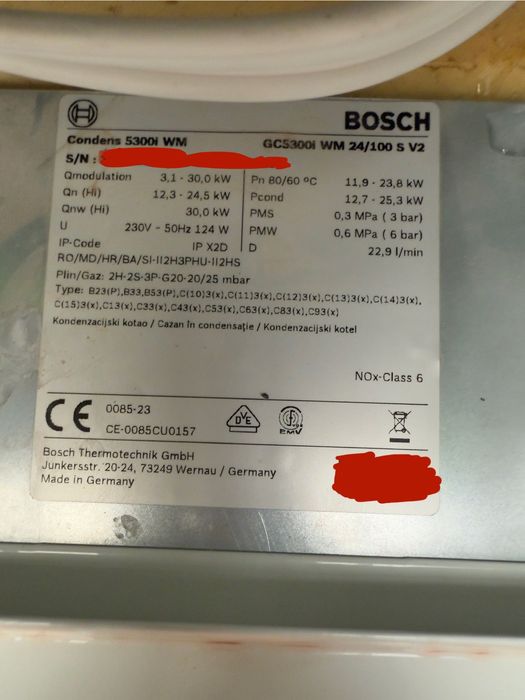 BOSCH
Condens 5300i WM GC5300i WM 24/100 S V2
S/N :
Qmodulation 3,1 - 30,0 kW Pn 80/60 ºC 11,9 - 23,8 kW
Qn (Hi) 12,3 - 24,5 kW Pcond 12,7 - 25,3 kW
Qnw (Hi) 30,0 kW PMS 0,3 MPa ( 3 bar)
U 230V - 50Hz 124 W PMW 0,6 MPa ( 6 bar)
IP-Code IP X2D D 22,9 l/min
RO/MD/HR/BA/SI-II2H3PHU-II2HS
Plin/Gaz: 2H-2S-3P-G20-20/25 mbar
Type: B23(P),B33,B53(P),C(10)3(x),C(11)3(x),C(12)3(x),C(13)3(x),C(14)3(x),
C(15)3(x),C13(x),C33(x),C43(x),C53(x),C63(x),C83(x),C93(x)
Kondenzacijski kotao / Cazan în condensaţie / Kondenzacijski kotel
NOx-Class 6
CE 0085-23
CE-0085CU0157
DVE
EMV
Bosch Thermotechnik GmbH
Junkersstr. 20-24, 73249 Wernau / Germany
Made in Germany